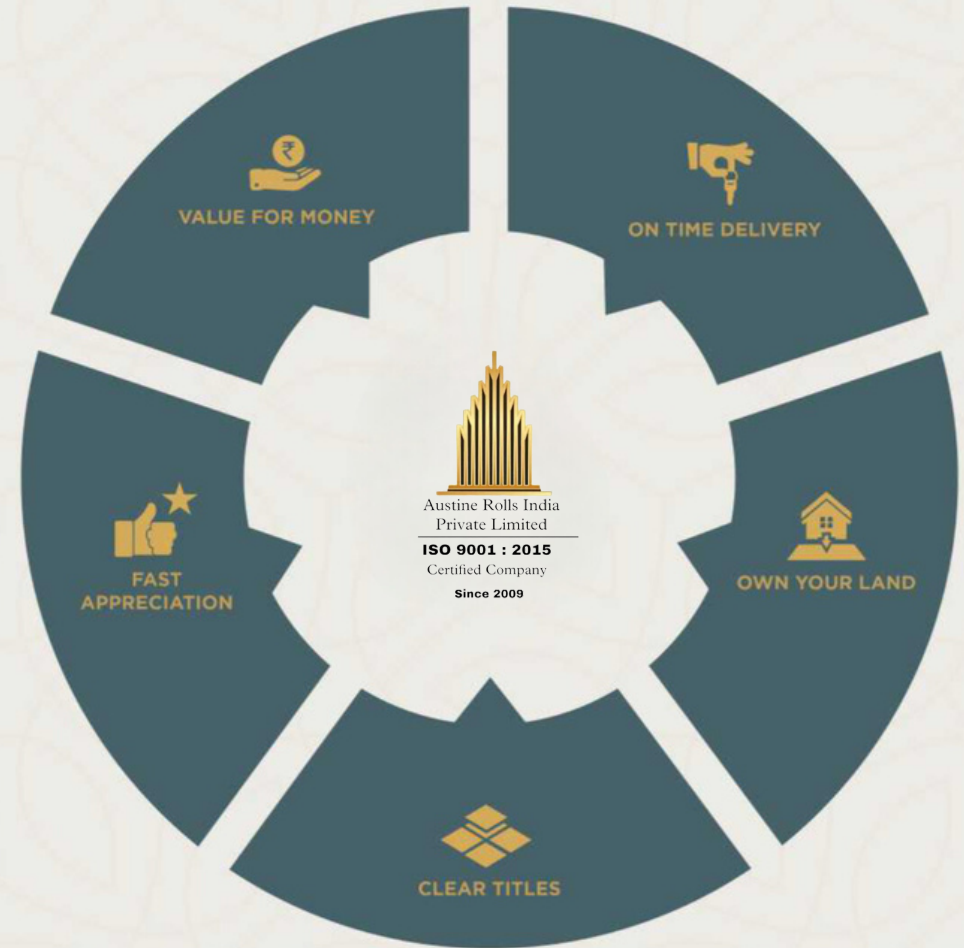 VALUE FOR MONEY
ON TIME DELIVERY
Austine Rolls India
Private Limited
ISO 9001 : 2015
Certified Company
Since 2009
FAST
APPRECIATION
OWN YOUR LAND
CLEAR TITLES